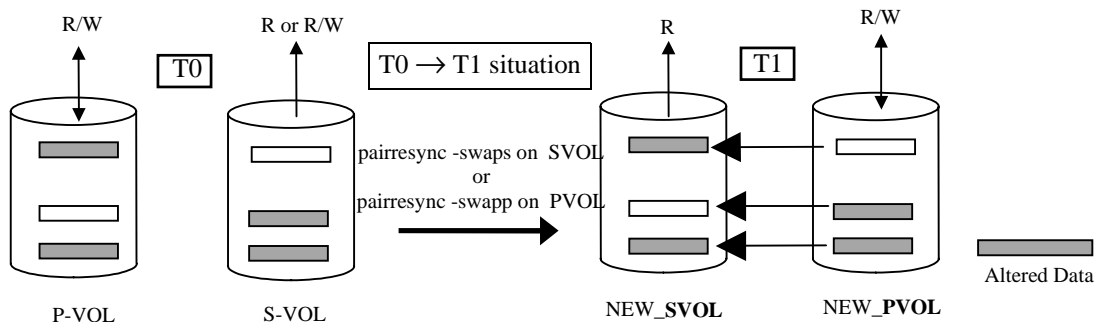 R/W
R or R/W
R
R/W
T0
T0 → T1 situation
T1
pairresync -swaps on SVOL
or
pairresync -swapp on PVOL
Altered Data
P-VOL
S-VOL
NEW_SVOL
NEW_PVOL